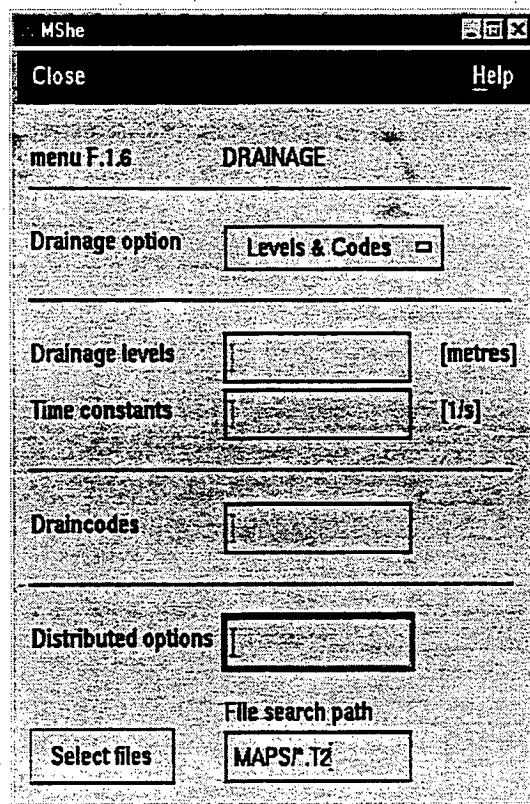 MShe
Close Help
menu F.1.6 DRAINAGE
Drainage option Levels & Codes
Drainage levels [metres]
Time constants [1/s]
Draincodes
Distributed options
File search path
Select files MAPS/*.T2